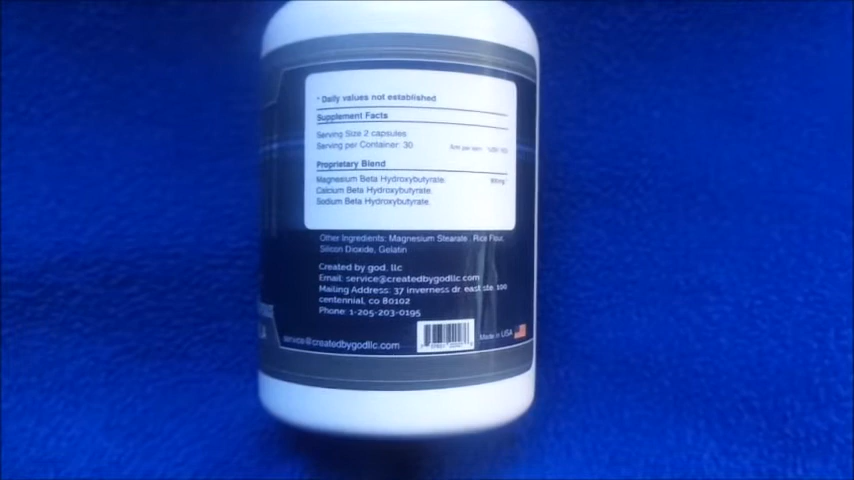 * Daily values not established
Supplement Facts
Serving Size 2 capsules
Serving per Container: 30
Amt per serv
Proprietary Blend
Magnesium Beta Hydroxybutyrate.
Calcium Beta Hydroxybutyrate.
Sodium Beta Hydroxybutyrate.
Other Ingredients: Magnesium Stearate , Rice Flour,
Silicon Dioxide, Gelatin
Created by god. llc
Email: service@createdbygodllc.com
Mailing Address: 37 inverness dr east ste 100
centennial, co 80102
Phone: 1-205-203-0195
service@createdbygodllc.com
Made in USA